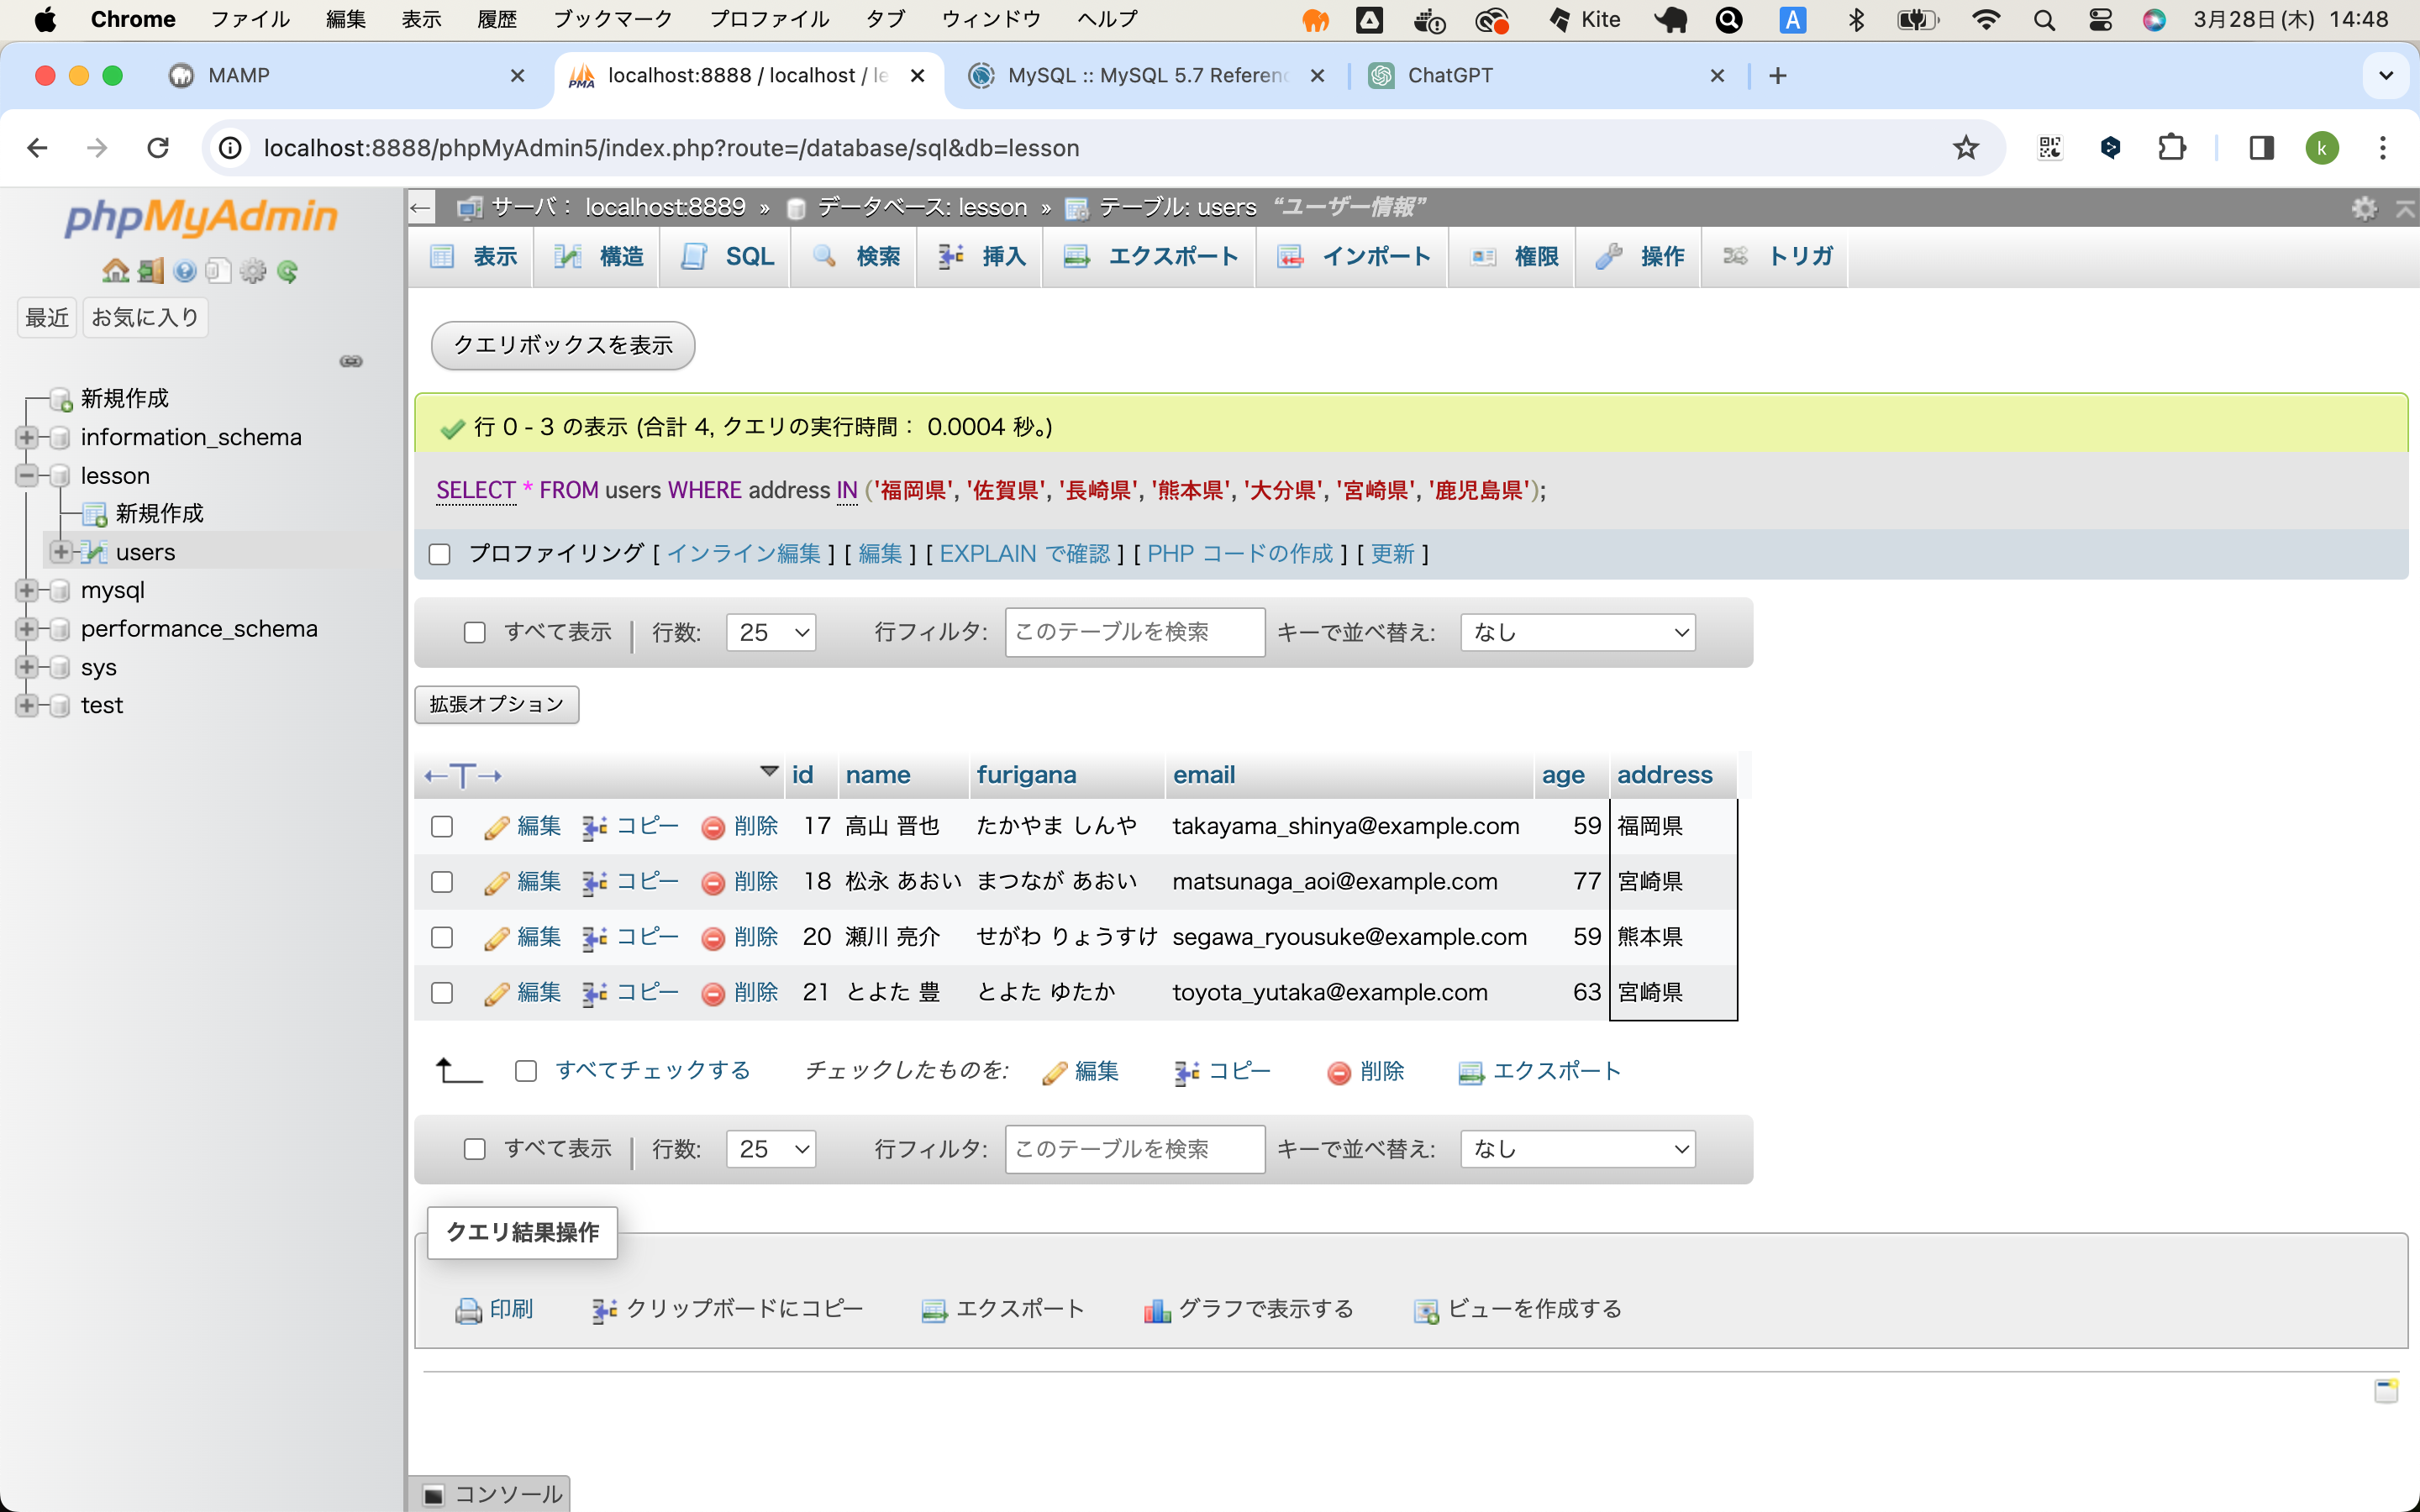 Chrome ファイル 編集 表示 履歴 ブックマーク プロファイル タブ ウィンドウ ヘルプ Kite A 3月28日(木) 14:48
MAMP localhost:8888 / localhost / le MySQL :: MySQL 5.7 Referen ChatGPT
localhost:8888/phpMyAdmin5/index.php?route=/database/sql&db=lesson k
phpMyAdmin
最近 お気に入り
新規作成
information_schema
lesson
新規作成
users
mysql
performance_schema
sys
test
サーバ: localhost:8889 » データベース: lesson » テーブル: users “ユーザー情報”
表示 構造 SQL 検索 挿入 エクスポート インポート 権限 操作 トリガ
クエリボックスを表示
行 0 - 3 の表示 (合計 4, クエリの実行時間: 0.0004 秒。)
SELECT * FROM users WHERE address IN ('福岡県', '佐賀県', '長崎県', '熊本県', '大分県', '宮崎県', '鹿児島県');
プロファイリング [ インライン編集 ] [ 編集 ] [ EXPLAIN で確認 ] [ PHP コードの作成 ] [ 更新 ]
すべて表示 | 行数: 25 行フィルタ: このテーブルを検索 キーで並べ替え: なし
拡張オプション
←T→ id name furigana email age address
編集 コピー 削除 17 高山 晋也 たかやま しんや takayama_shinya@example.com 59 福岡県
編集 コピー 削除 18 松永 あおい まつなが あおい matsunaga_aoi@example.com 77 宮崎県
編集 コピー 削除 20 瀬川 亮介 せがわ りょうすけ segawa_ryousuke@example.com 59 熊本県
編集 コピー 削除 21 とよた 豊 とよた ゆたか toyota_yutaka@example.com 63 宮崎県
すべてチェックする チェックしたものを: 編集 コピー 削除 エクスポート
すべて表示 | 行数: 25 行フィルタ: このテーブルを検索 キーで並べ替え: なし
クエリ結果操作
印刷 クリップボードにコピー エクスポート グラフで表示する ビューを作成する
コンソール